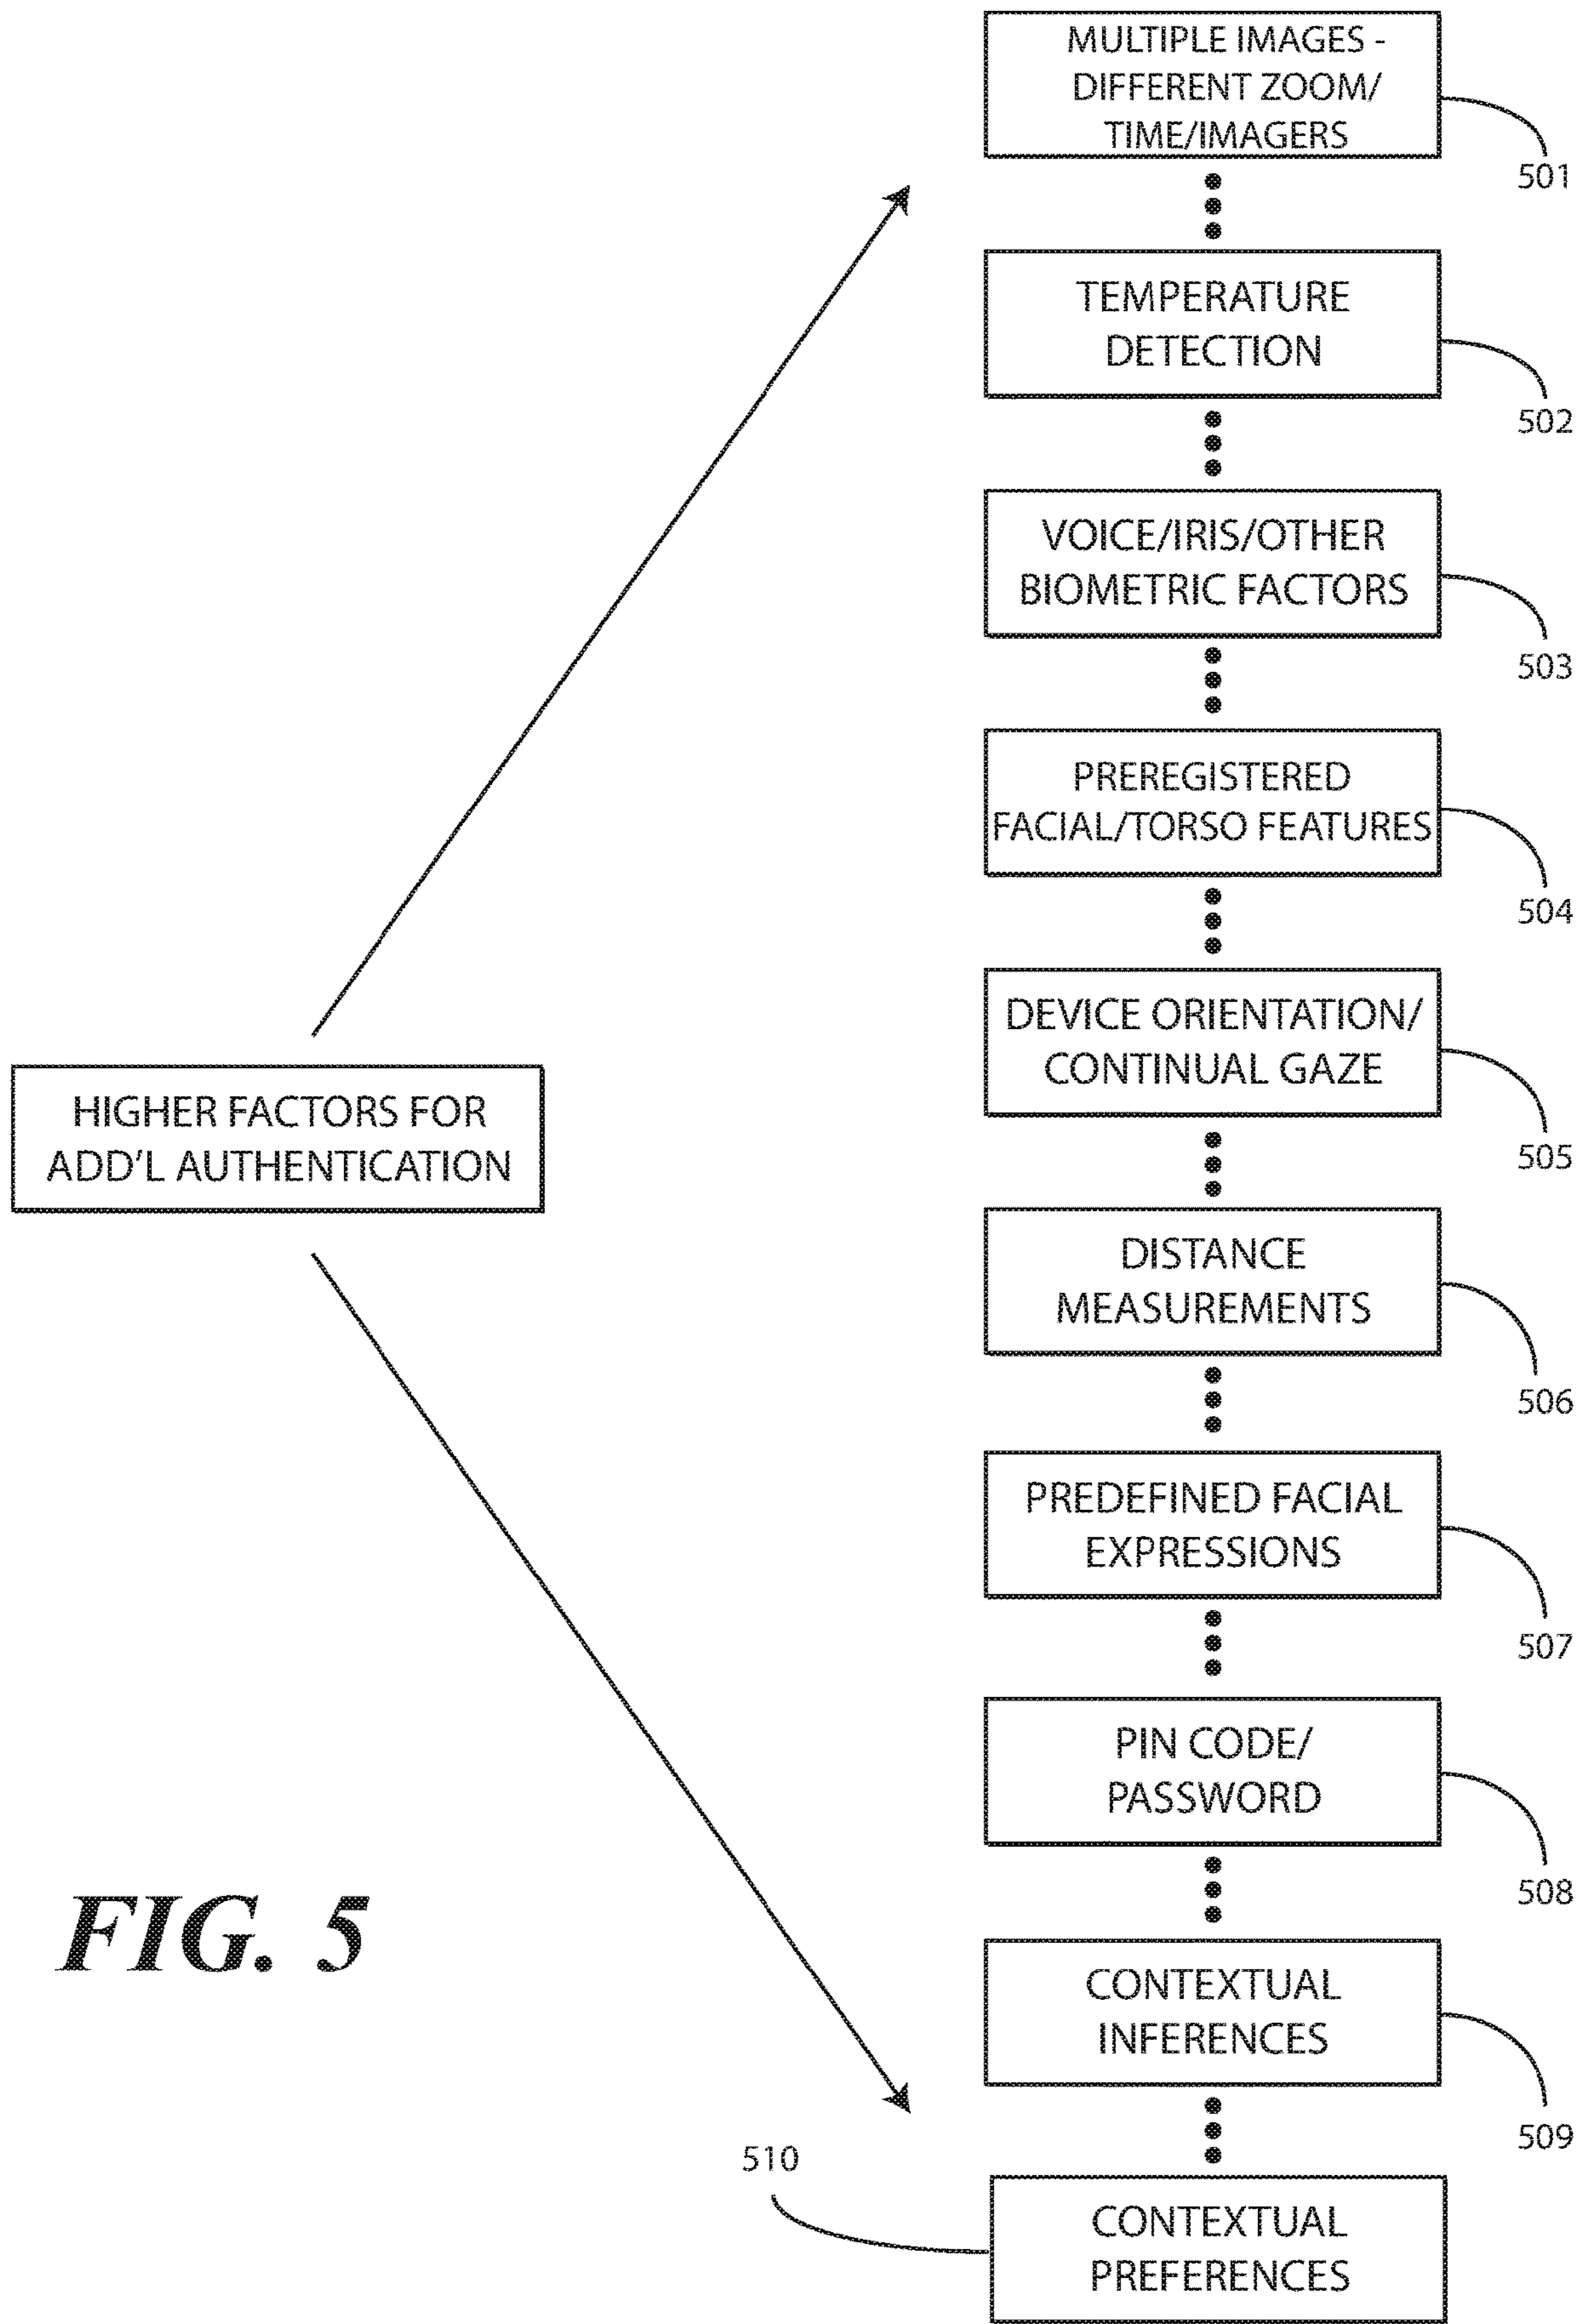 MULTIPLE IMAGES -
DIFFERENT ZOOM/
TIME/IMAGERS
501
TEMPERATURE
DETECTION
502
VOICE/IRIS/OTHER
BIOMETRIC FACTORS
503
PREREGISTERED
FACIAL/TORSO FEATURES
504
DEVICE ORIENTATION/
CONTINUAL GAZE
505
HIGHER FACTORS FOR
ADD'L AUTHENTICATION
DISTANCE
MEASUREMENTS
506
PREDEFINED FACIAL
EXPRESSIONS
507
PIN CODE/
PASSWORD
508
FIG. 5
CONTEXTUAL
INFERENCES
509
510
CONTEXTUAL
PREFERENCES